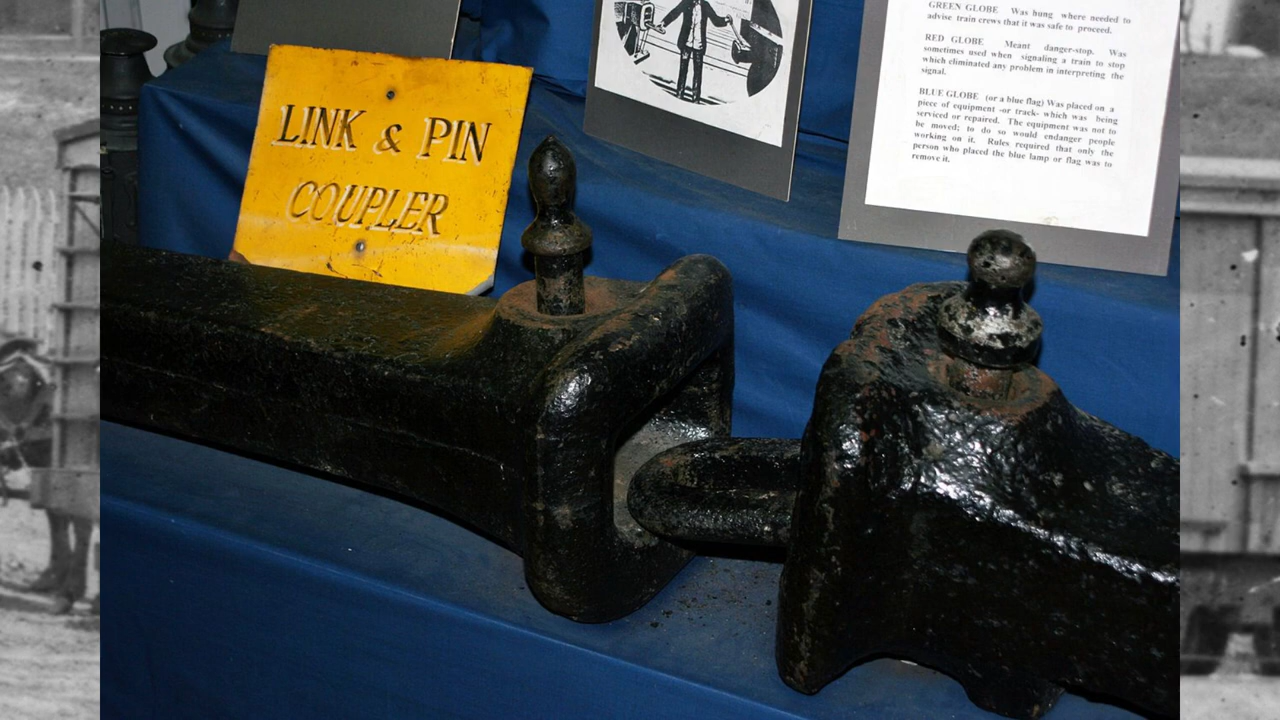 LINK & PIN
COUPLER
GREEN GLOBE Was hung where needed to
advise train crews that it was safe to proceed.
RED GLOBE Meant danger-stop. Was
sometimes used when signaling a train to stop
which eliminated any problem in interpreting the
signal.
BLUE GLOBE (or a blue flag) Was placed on a
piece of equipment -or track- which was being
serviced or repaired. The equipment was not to
be moved; to do so would endanger people
working on it. Rules required that only the
person who placed the blue lamp or flag was to
remove it.